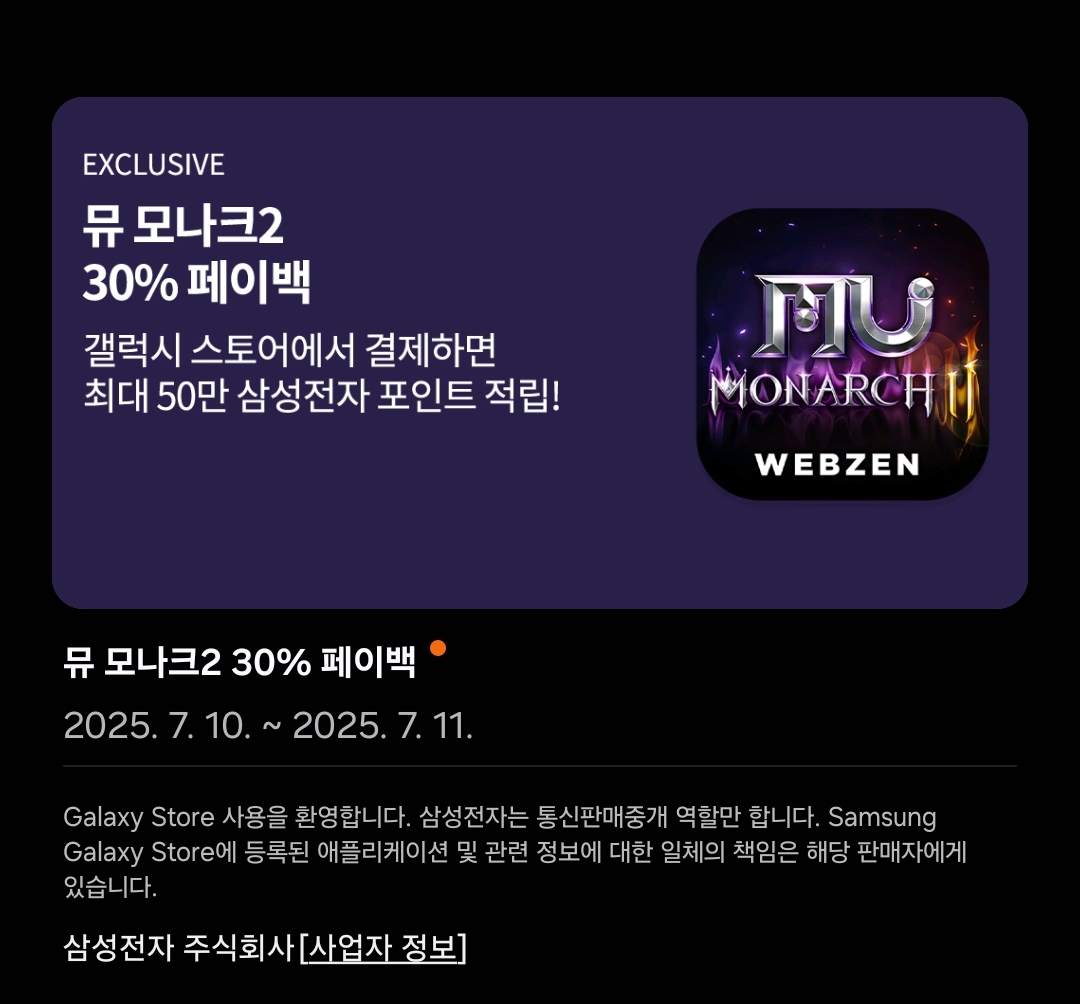 EXCLUSIVE
뮤 모나크2
30% 페이백
갤럭시 스토어에서 결제하면
최대 50만 삼성전자 포인트 적립!
MU
MONARCH II
WEBZEN
뮤 모나크2 30% 페이백
2025. 7. 10. ~ 2025. 7. 11.
Galaxy Store 사용을 환영합니다. 삼성전자는 통신판매중개 역할만 합니다. Samsung
Galaxy Store에 등록된 애플리케이션 및 관련 정보에 대한 일체의 책임은 해당 판매자에게
있습니다.
삼성전자 주식회사[사업자 정보]